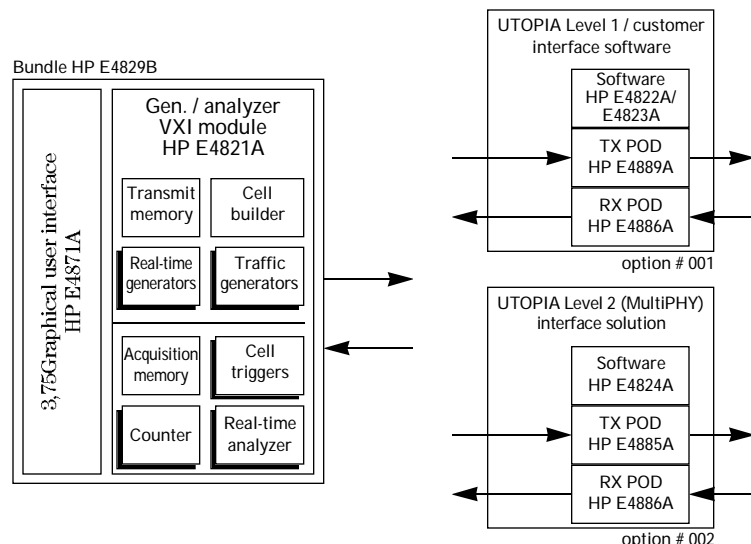 Bundle HP E4829B
3,75Graphical user interface
HP E4871A
Gen. / analyzer
VXI module
HP E4821A
Transmit
memory
Cell
builder
Real-time
generators
Traffic
generators
Acquisition
memory
Cell
triggers
Counter
Real-time
analyzer
UTOPIA Level 1 / customer
interface software
Software
HP E4822A/
E4823A
TX POD
HP E4889A
RX POD
HP E4886A
option # 001
UTOPIA Level 2 (MultiPHY)
interface solution
Software
HP E4824A
TX POD
HP E4885A
RX POD
HP E4886A
option # 002